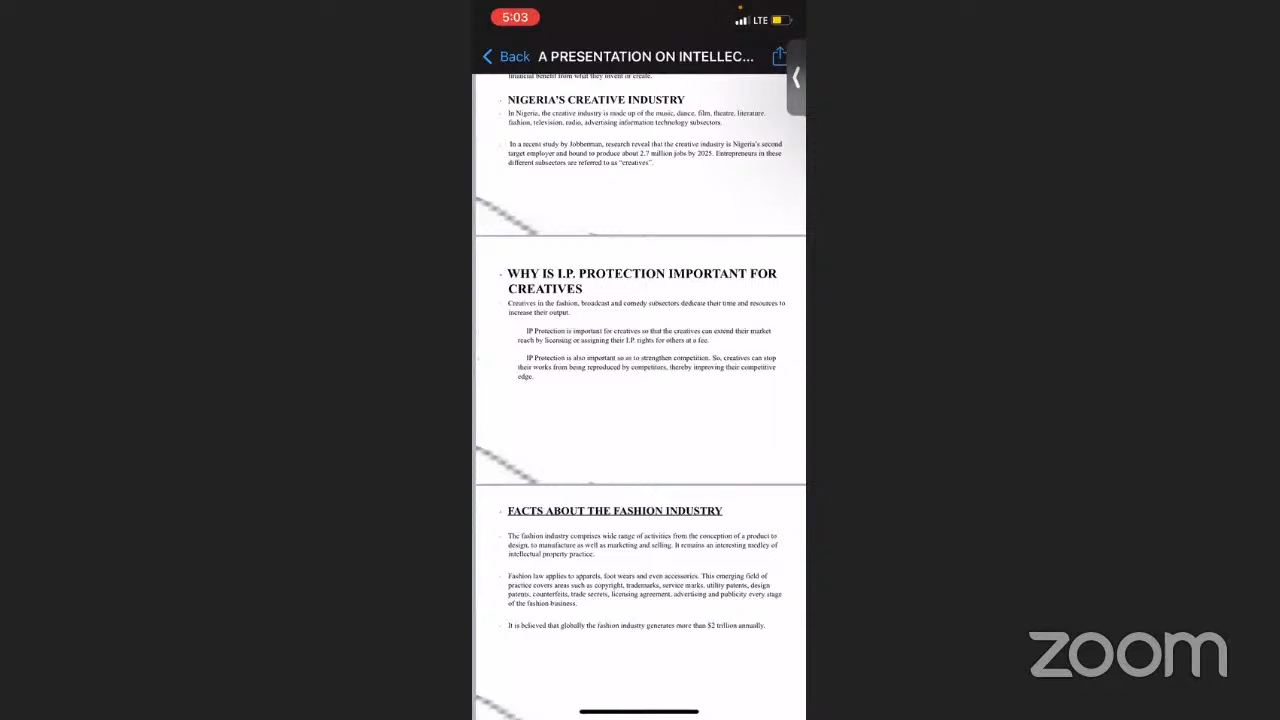 5:03
LTE
Back A PRESENTATION ON INTELLEC...
financial benefit from what they invent or create.
NIGERIA'S CREATIVE INDUSTRY
In Nigeria, the creative industry is made up of the music, dance, film, theatre, literature,
fashion, television, radio, advertising information technology subsectors.
In a recent study by Jobberman, research reveal that the creative industry is Nigeria's second
target employer and bound to produce about 2.7 million jobs by 2025. Entrepreneurs in these
different subsectors are referred to as "creatives".
WHY IS I.P. PROTECTION IMPORTANT FOR
CREATIVES
Creatives in the fashion, broadcast and comedy subsectors dedicate their time and resources to
increase their output.
IP Protection is important for creatives so that the creatives can extend their market
reach by licensing or assigning their I.P. rights for others at a fee.
IP Protection is also important so as to strengthen competition. So, creatives can stop
their works from being reproduced by competitors, thereby improving their competitive
edge.
FACTS ABOUT THE FASHION INDUSTRY
The fashion industry comprises wide range of activities from the conception of a product to
design, to manufacture as well as marketing and selling. It remains an interesting medley of
intellectual property practice.
Fashion law applies to apparels, foot wears and even accessories. This emerging field of
practice covers areas such as copyright, trademarks, service marks, utility patents, design
patents, counterfeits, trade secrets, licensing agreement, advertising and publicity every stage
of the fashion business.
It is believed that globally the fashion industry generates more than $2 trillion annually.
zoom